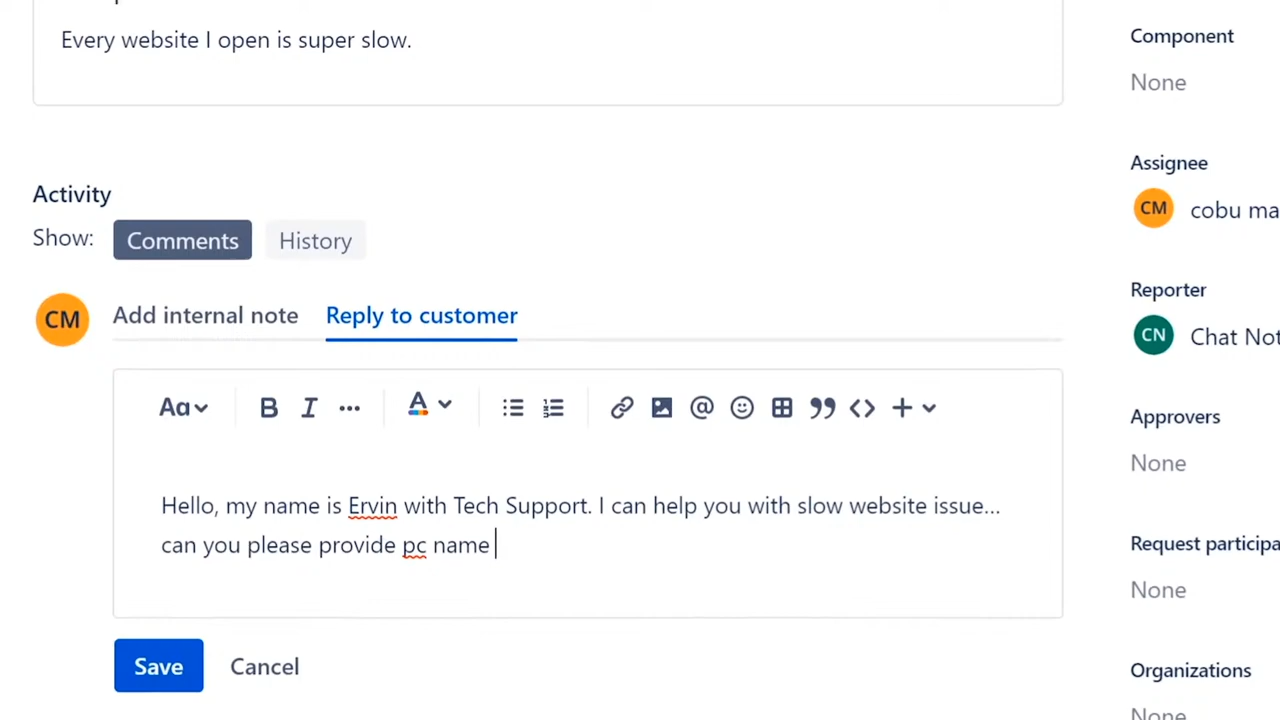 Every website I open is super slow.
Component
None
Activity
Assignee
Show: Comments History
CM cobu ma
Reporter
CM Add internal note Reply to customer
CN Chat Not
Aa B I A @
Approvers
None
Hello, my name is Ervin with Tech Support. I can help you with slow website issue...
can you please provide pc name
Request participa
None
Save Cancel
Organizations
None